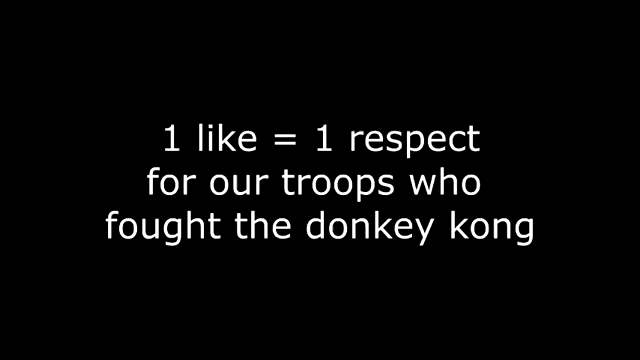 1 like = 1 respect
for our troops who
fought the donkey kong